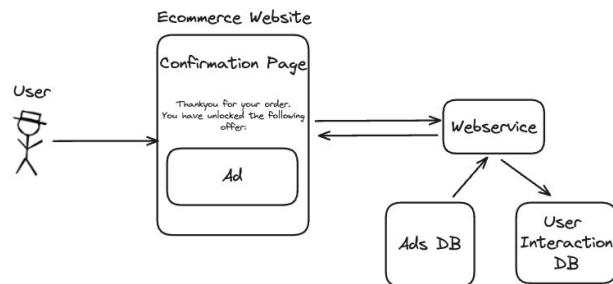 Ecommerce Website
Confirmation Page
User
Thankyou for your order.
You have unlocked the following
offer:
Ad
Webservice
Ads DB
User
Interaction
DB